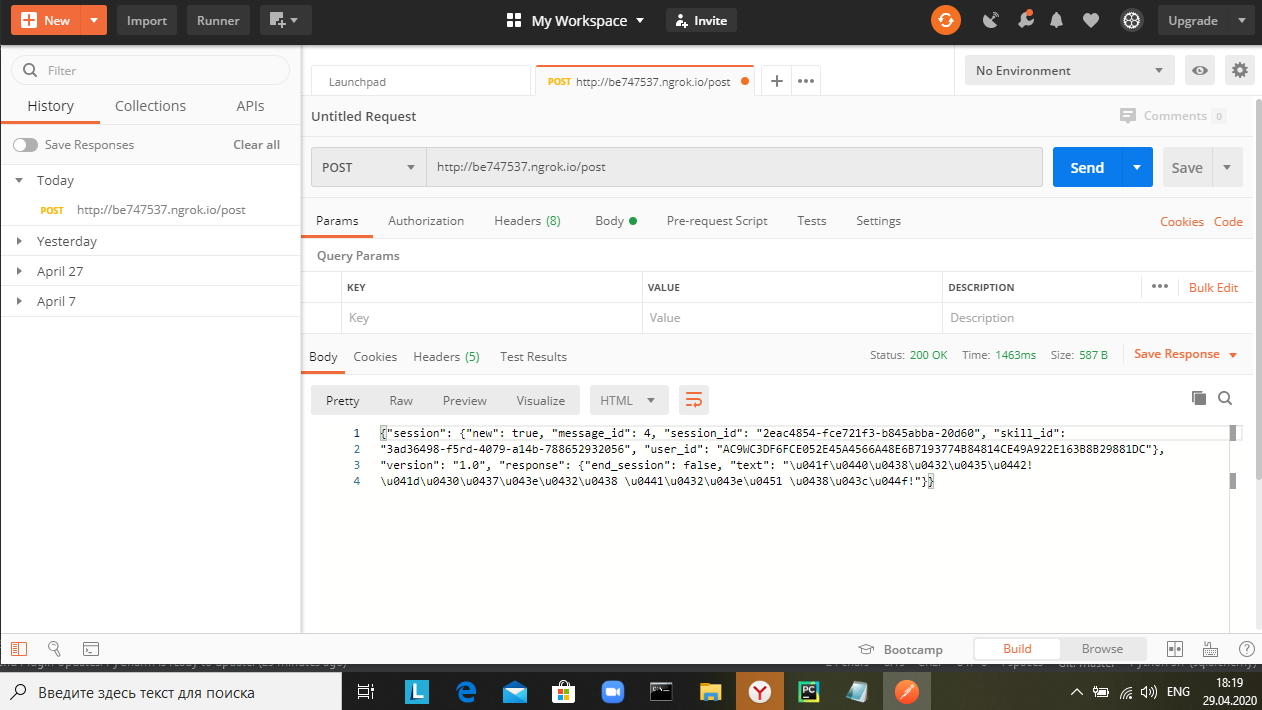 New
Import
Runner
My Workspace
Invite
Upgrade
Filter
History
Collections
APIs
Save Responses
Clear all
Today
POST http://be747537.ngrok.io/post
Yesterday
April 27
April 7
Launchpad
POST http://be747537.ngrok.io/post
No Environment
Untitled Request
Comments 0
POST
http://be747537.ngrok.io/post
Send
Save
Params
Authorization
Headers (8)
Body
Pre-request Script
Tests
Settings
Cookies
Code
Query Params
KEY
VALUE
DESCRIPTION
Bulk Edit
Key
Value
Description
Body
Cookies
Headers (5)
Test Results
Status: 200 OK
Time: 1463ms
Size: 587 B
Save Response
Pretty
Raw
Preview
Visualize
HTML
1 {"session": {"new": true, "message_id": 4, "session_id": "2eac4854-fce721f3-b845abba-20d60", "skill_id":
2 "3ad36498-f5rd-4079-a14b-788652932056", "user_id": "AC9WC3DF6FCE052E45A4566A48E6B7193774B84814CE49A922E163B8B29881DC"},
3 "version": "1.0", "response": {"end_session": false, "text": "\u041f\u0440\u0438\u0432\u0435\u0442!
4 \u041d\u0430\u0437\u043e\u0432\u0438 \u0441\u0432\u043e\u0451 \u0438\u043c\u044f!"}}
Bootcamp
Build
Browse
Введите здесь текст для поиска
ENG
18:19
29.04.2020